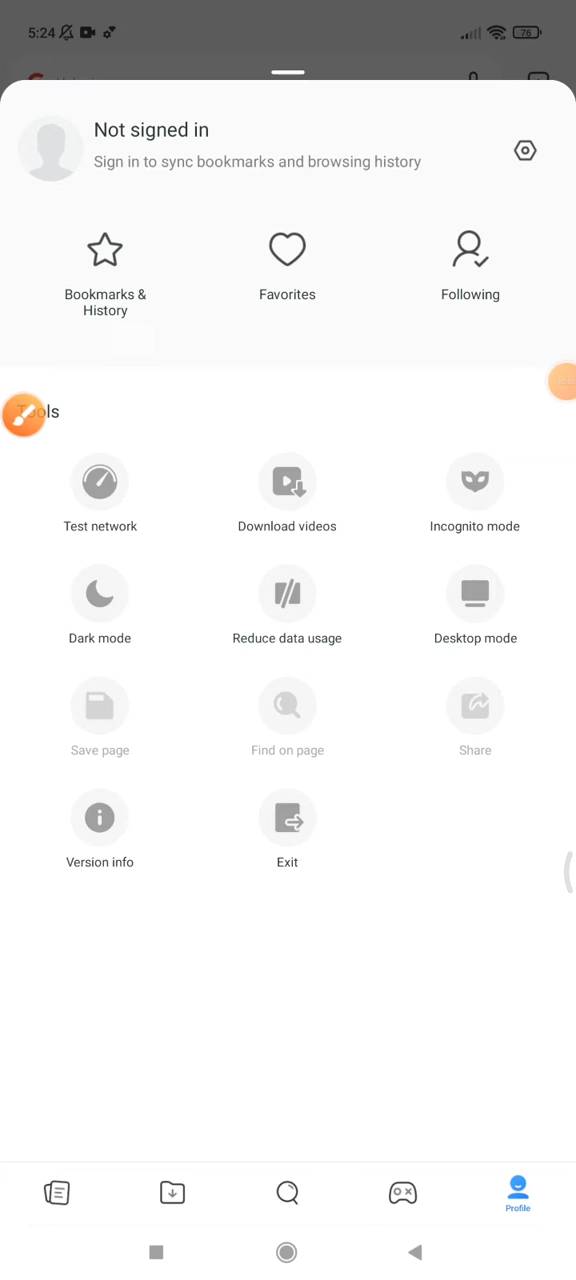 5:24
76
Not signed in
Sign in to sync bookmarks and browsing history
Bookmarks &
History
Favorites
Following
Tools
Test network
Download videos
Incognito mode
Dark mode
Reduce data usage
Desktop mode
Save page
Find on page
Share
Version info
Exit
Profile